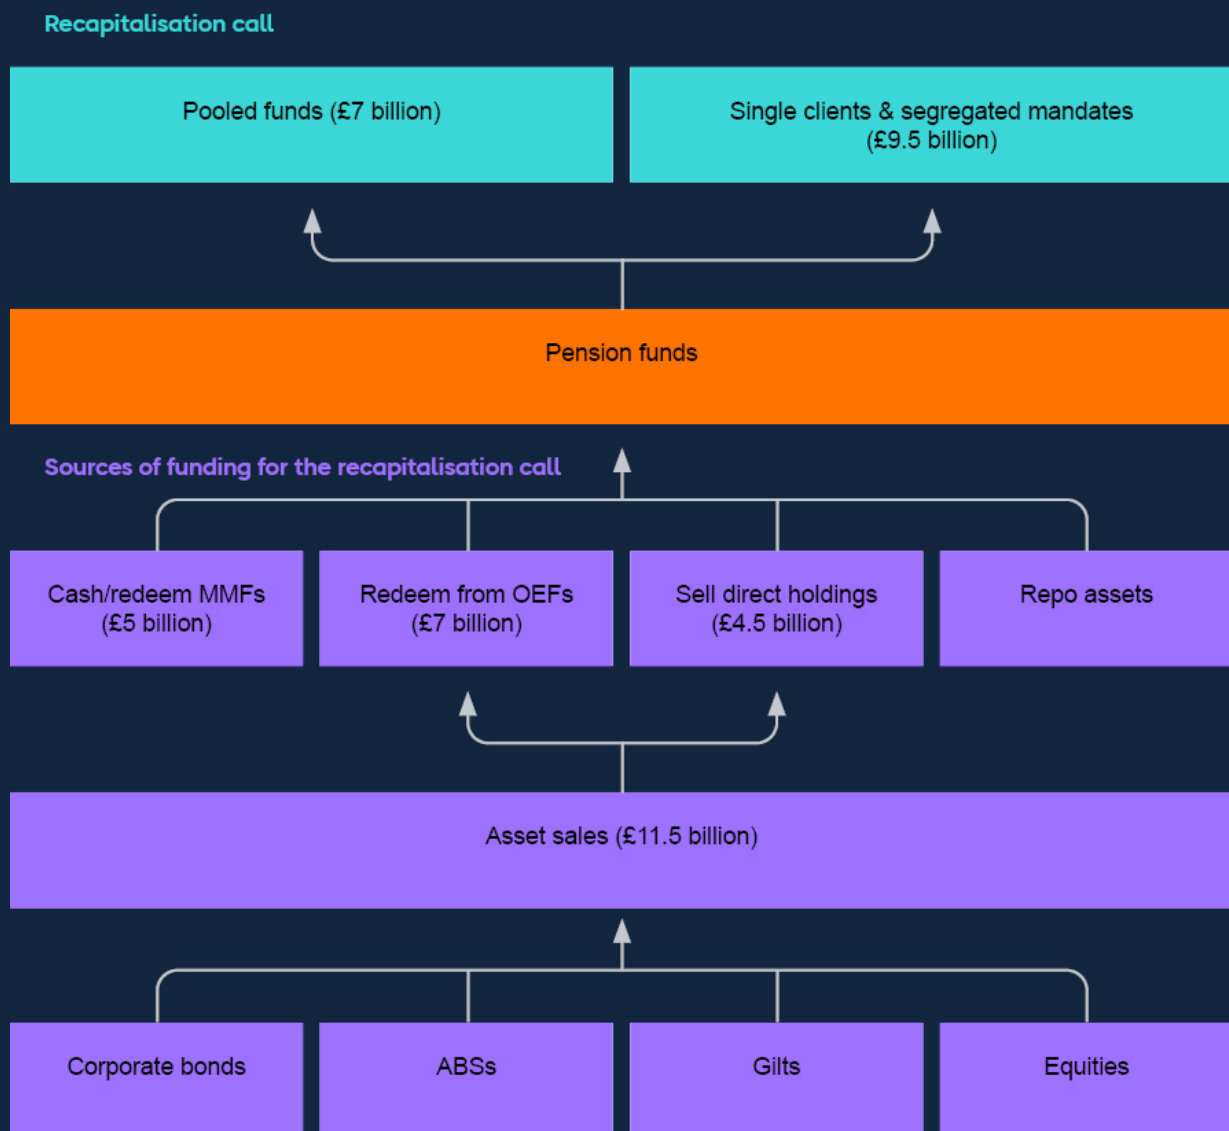 Recapitalisation call
Pooled funds (£7 billion)
Single clients & segregated mandates
(£9.5 billion)
Pension funds
Sources of funding for the recapitalisation call
Cash/redeem MMFs
(£5 billion)
Redeem from OEFs
(£7 billion)
Sell direct holdings
(£4.5 billion)
Repo assets
Asset sales (£11.5 billion)
Corporate bonds
ABSs
Gilts
Equities